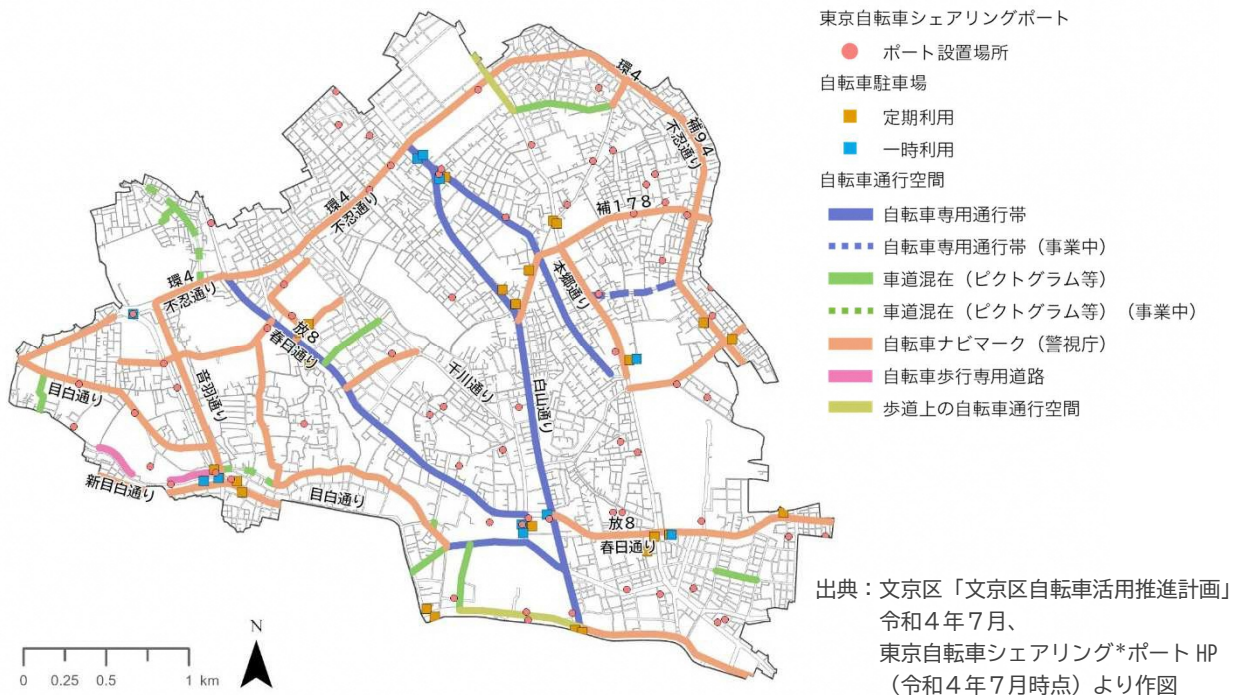 東京自転車シェアリングポート
ポート設置場所
自転車駐車場
定期利用
一時利用
自転車通行空間
自転車専用通行帯
自転車専用通行帯（事業中）
車道混在（ピクトグラム等）
車道混在（ピクトグラム等）（事業中）
自転車ナビマーク（警視庁）
自転車歩行専用道路
歩道上の自転車通行空間
環4
不忍通り
補94
不忍通り
環4
不忍通り
補178
本郷通り
環4
不忍通り
放8
春日通り
千川通り
白山通り
音羽通り
目白通り
新目白通り
目白通り
放8
春日通り
出典：文京区「文京区自転車活用推進計画」
令和４年７月、
東京自転車シェアリング*ポート HP
（令和４年７月時点）より作図
N
0 0.25 0.5 1 km